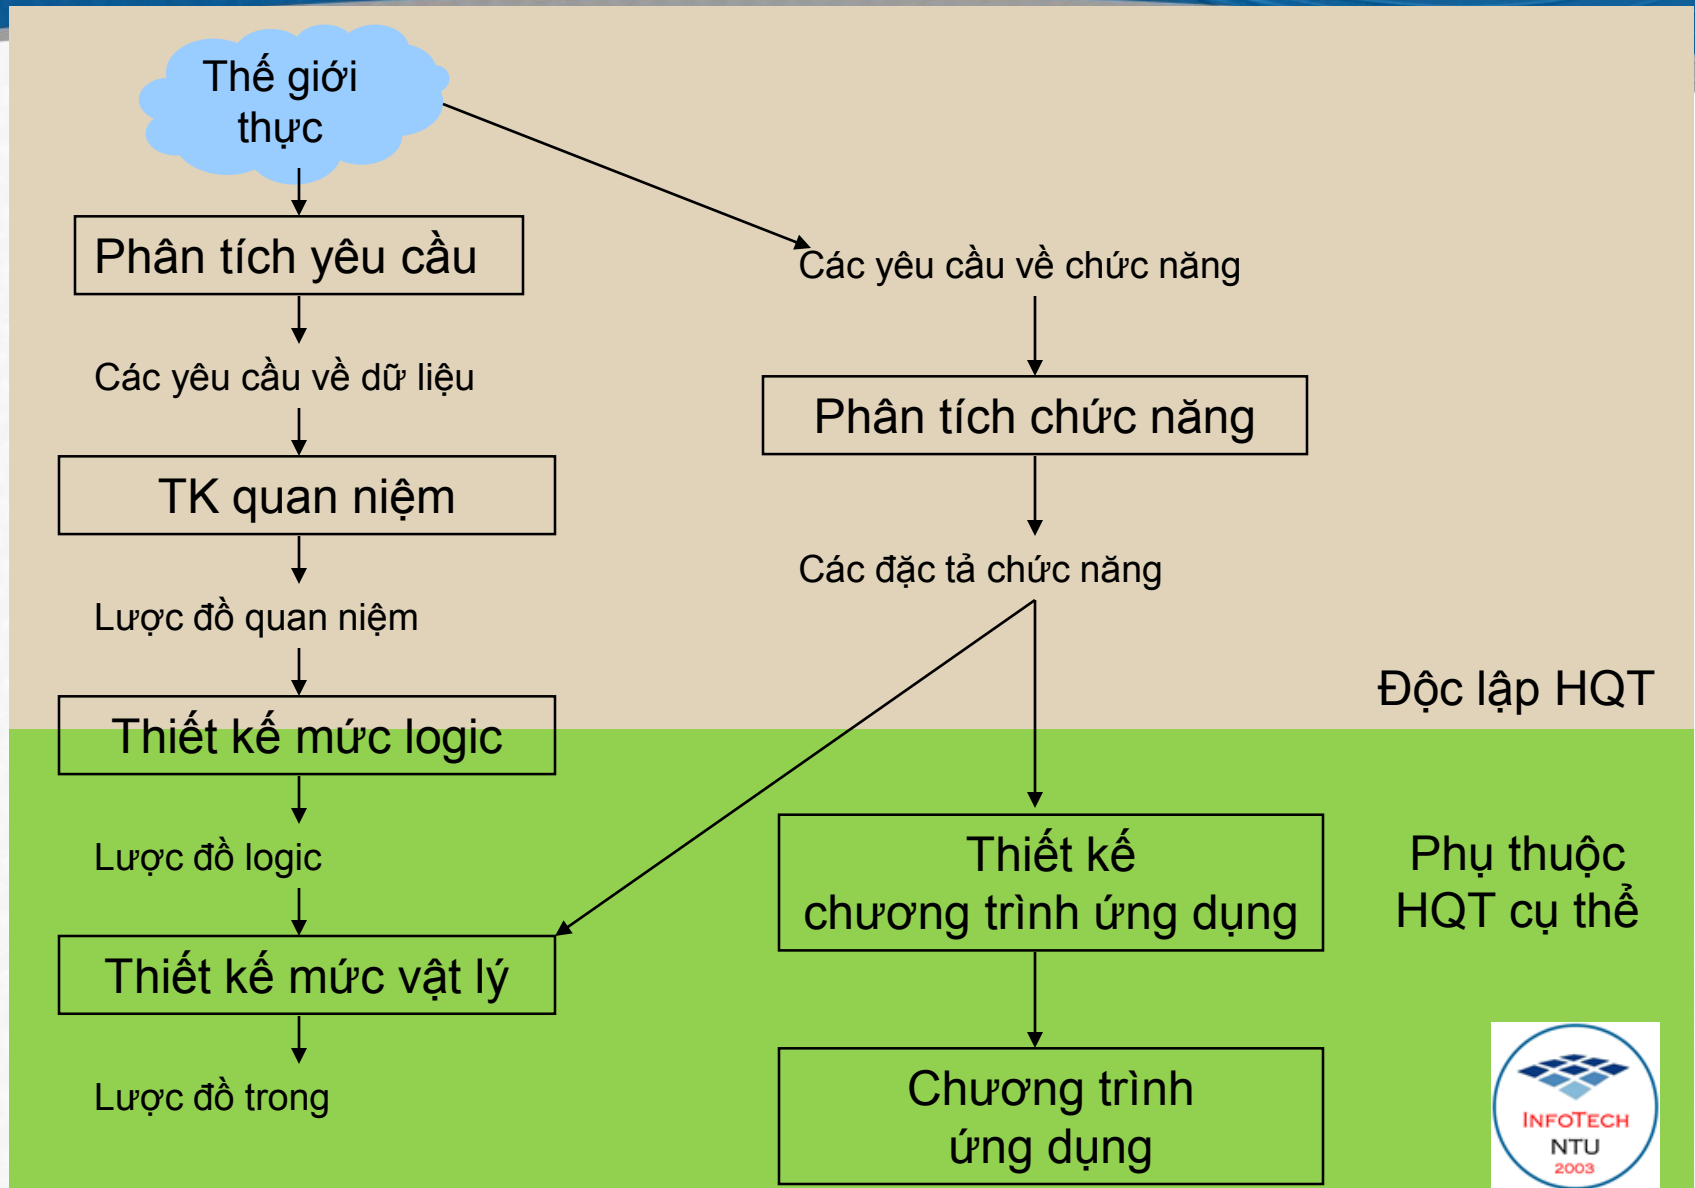 Thế giới
thực
Phân tích yêu cầu
Các yêu cầu về chức năng
Các yêu cầu về dữ liệu
Phân tích chức năng
TK quan niệm
Các đặc tả chức năng
Lược đồ quan niệm
Độc lập HQT
Thiết kế mức logic
Lược đồ logic
Thiết kế
chương trình ứng dụng
Phụ thuộc
HQT cụ thể
Thiết kế mức vật lý
Lược đồ trong
Chương trình
ứng dụng
INFOTECH
NTU
2003